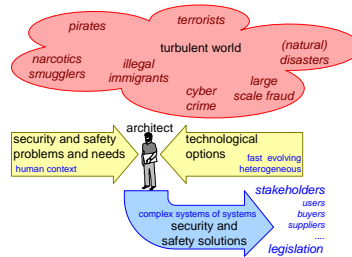 pirates
terrorists
turbulent world
narcotics
smugglers
illegal
immigrants
(natural)
disasters
cyber
crime
large
scale fraud
architect
security and safety
problems and needs
human context
technological
options
fast evolving
heterogeneous
complex systems of systems
security and
safety solutions
stakeholders
users
buyers
suppliers
....
legislation